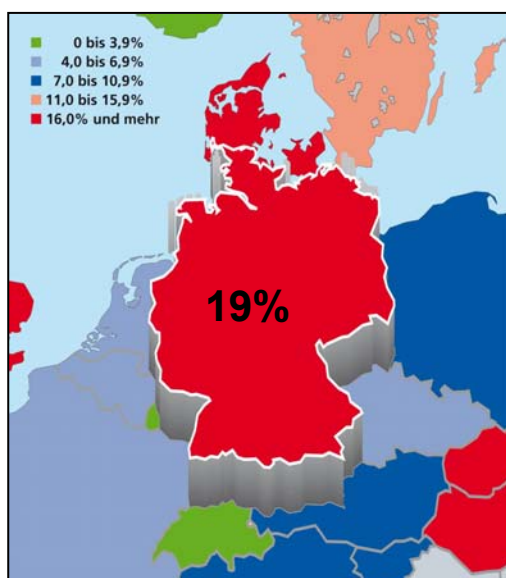 0 bis 3,9%
4,0 bis 6,9%
7,0 bis 10,9%
11,0 bis 15,9%
16,0% und mehr
19%